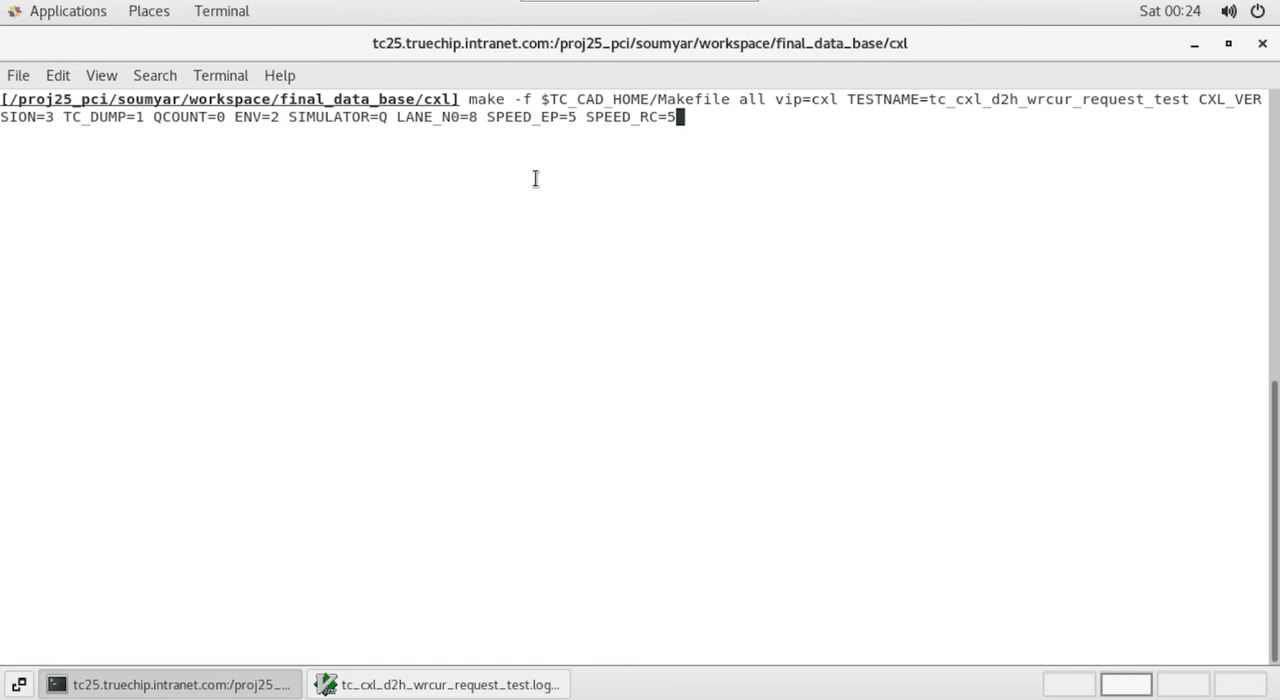 Applications Places Terminal Sat 00:24
tc25.truechip.intranet.com:/proj25_pci/soumyar/workspace/final_data_base/cxl
File Edit View Search Terminal Help
[/proj25_pci/soumyar/workspace/final_data_base/cxl] make -f $TC_CAD_HOME/Makefile all vip=cxl TESTNAME=tc_cxl_d2h_wrcur_request_test CXL_VER
SION=3 TC_DUMP=1 QCOUNT=0 ENV=2 SIMULATOR=Q LANE_N0=8 SPEED_EP=5 SPEED_RC=5
tc25.truechip.intranet.com:/proj25_... tc_cxl_d2h_wrcur_request_test.log...